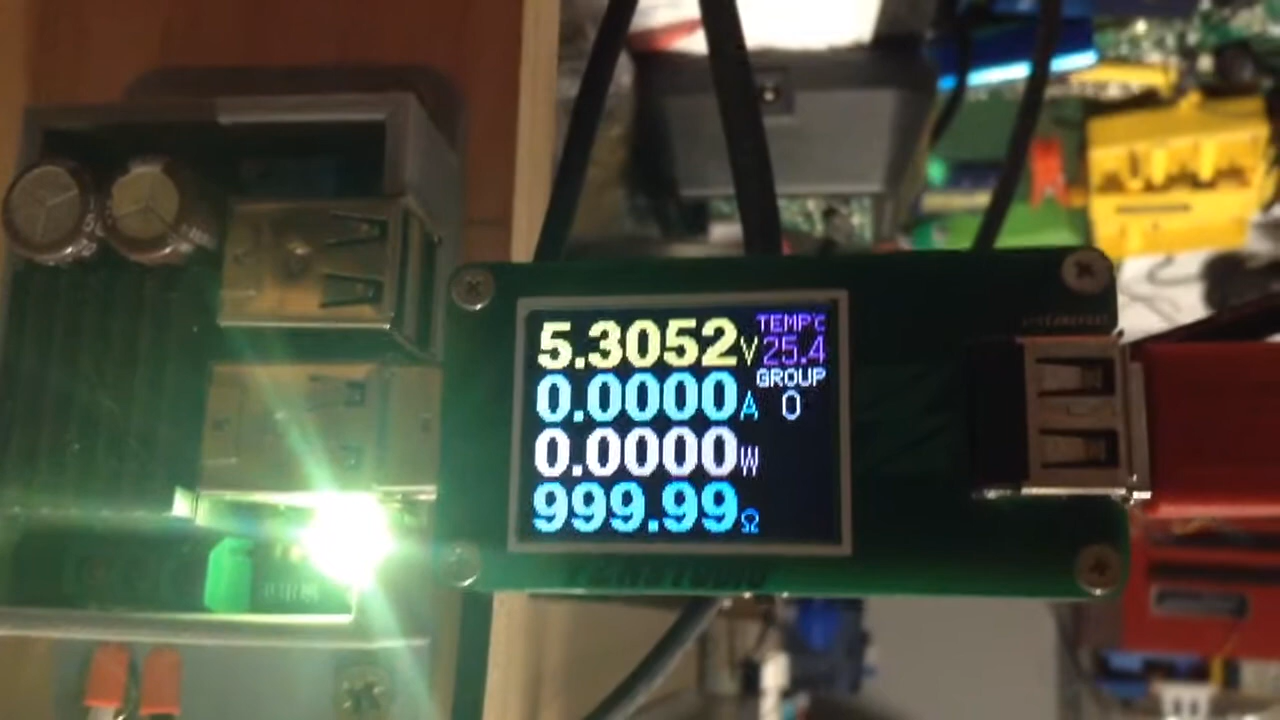 5.3052V
TEMP℃
25.4
0.0000A
GROUP
0
0.0000W
999.99Ω